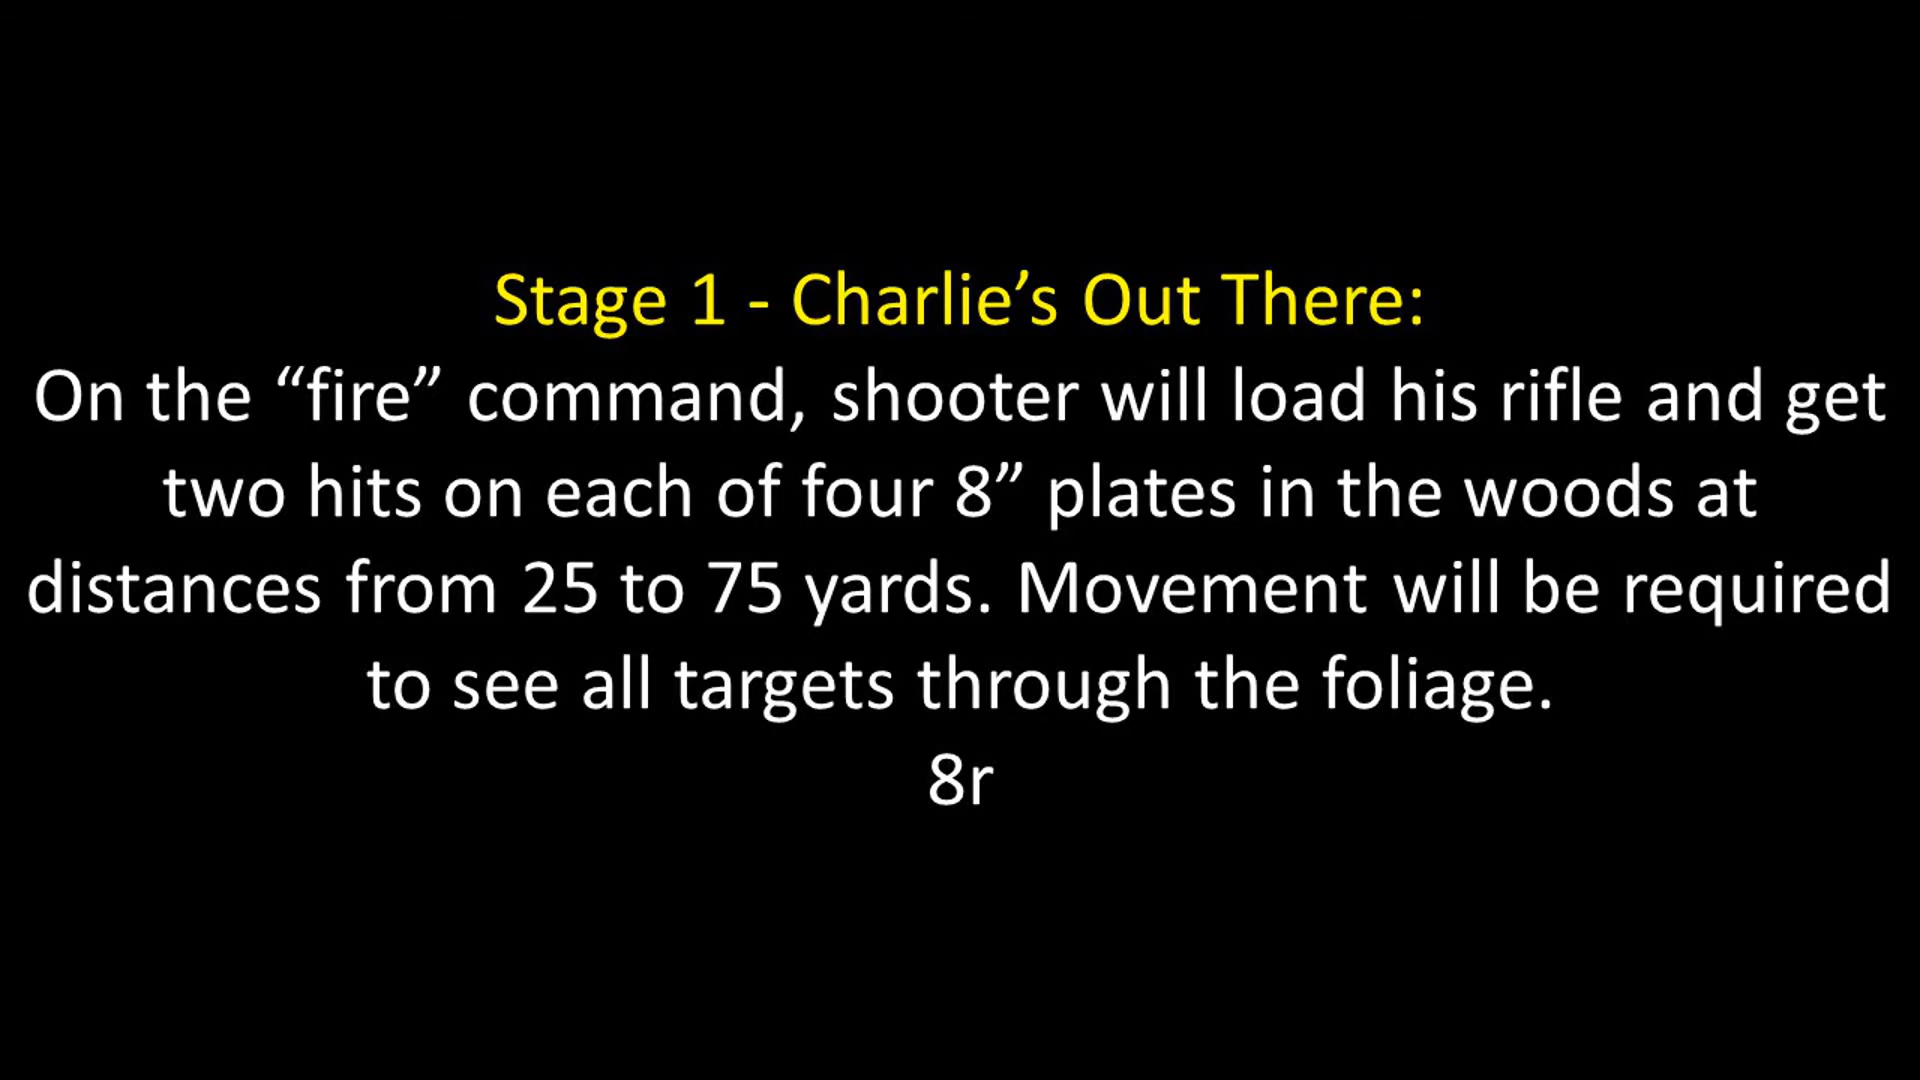 Stage 1 - Charlie’s Out There:
On the “fire” command, shooter will load his rifle and get
two hits on each of four 8” plates in the woods at
distances from 25 to 75 yards. Movement will be required
to see all targets through the foliage.
8r